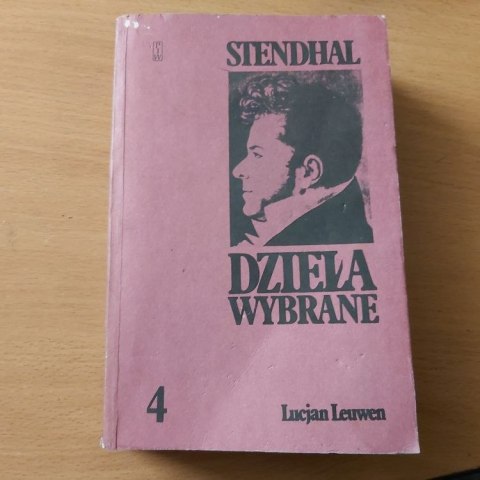 STENDHAL
DZIEŁA
WYBRANE
4
Lucjan Leuwen